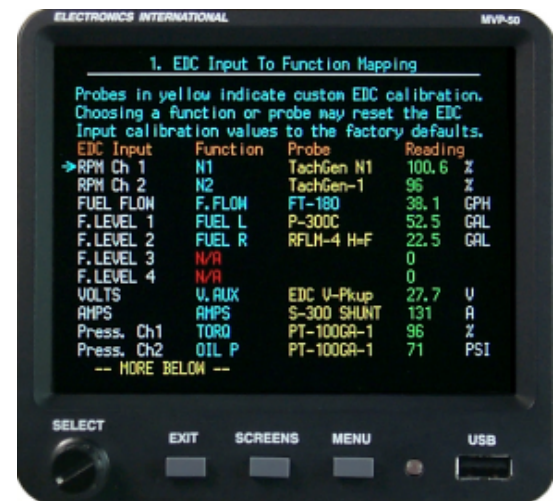 ELECTRONICS INTERNATIONAL MVP-50
1. EDC Input To Function Mapping
Probes in yellow indicate custom EDC calibration.
Choosing a function or probe may reset the EDC
Input calibration values to the factory defaults.
EDC Input Function Probe Reading
RPM Ch 1 N1 TachGen N1 100.6 %
RPM Ch 2 N2 TachGen-1 96 %
FUEL FLOW F.FLOW FT-180 38.1 GPH
F.LEVEL 1 FUEL L P-300C 52.5 GAL
F.LEVEL 2 FUEL R RFLM-4 H=F 22.5 GAL
F.LEVEL 3 N/A 0
F.LEVEL 4 N/A 0
VOLTS V.AUX EDC V-Pkup 27.7 V
AMPS AMPS S-300 SHUNT 131 A
Press. Ch1 TORQ PT-100GA-1 96 %
Press. Ch2 OIL P PT-100GA-1 71 PSI
-- MORE BELOW --
SELECT EXIT SCREENS MENU USB